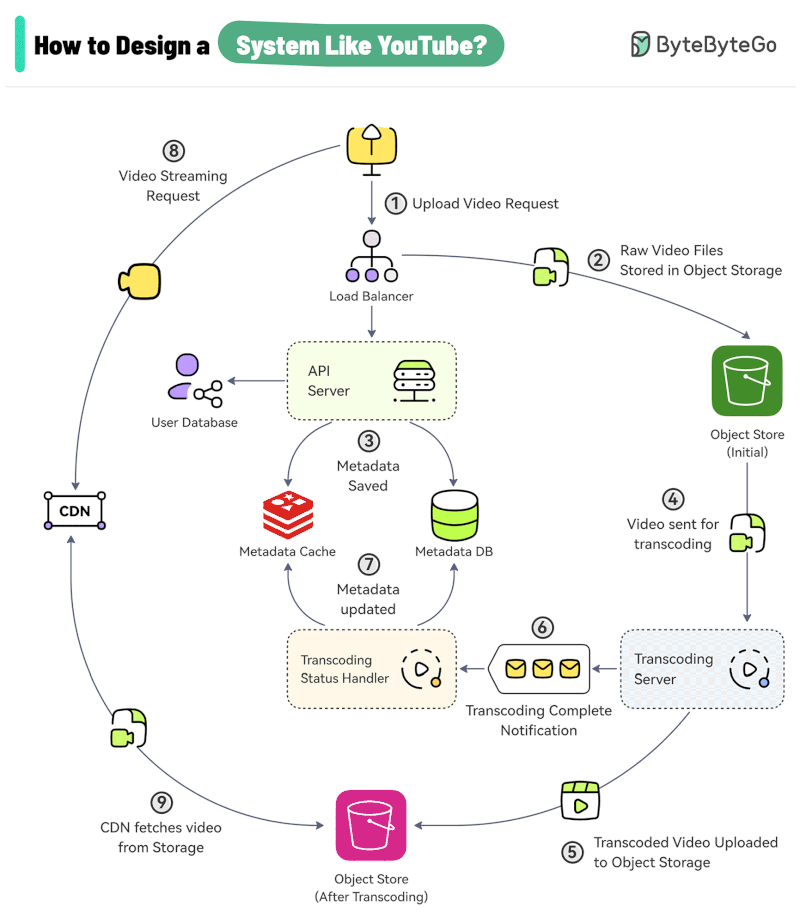 How to Design a System Like YouTube?
ByteByteGo
8
Video Streaming
Request
1 Upload Video Request
2 Raw Video Files
Stored in Object Storage
Load Balancer
API
Server
User Database
Object Store
(Initial)
3
Metadata
Saved
CDN
4
Video sent for
transcoding
Metadata Cache
Metadata DB
7
Metadata
updated
6
Transcoding
Status Handler
Transcoding
Server
Transcoding Complete
Notification
9
CDN fetches video
from Storage
5 Transcoded Video Uploaded
to Object Storage
Object Store
(After Transcoding)